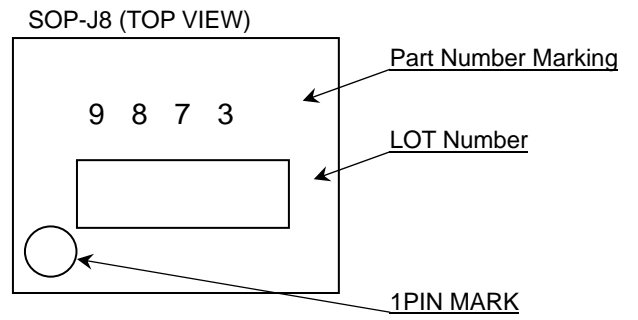 SOP-J8 (TOP VIEW)
Part Number Marking
9 8 7 3
LOT Number
1PIN MARK